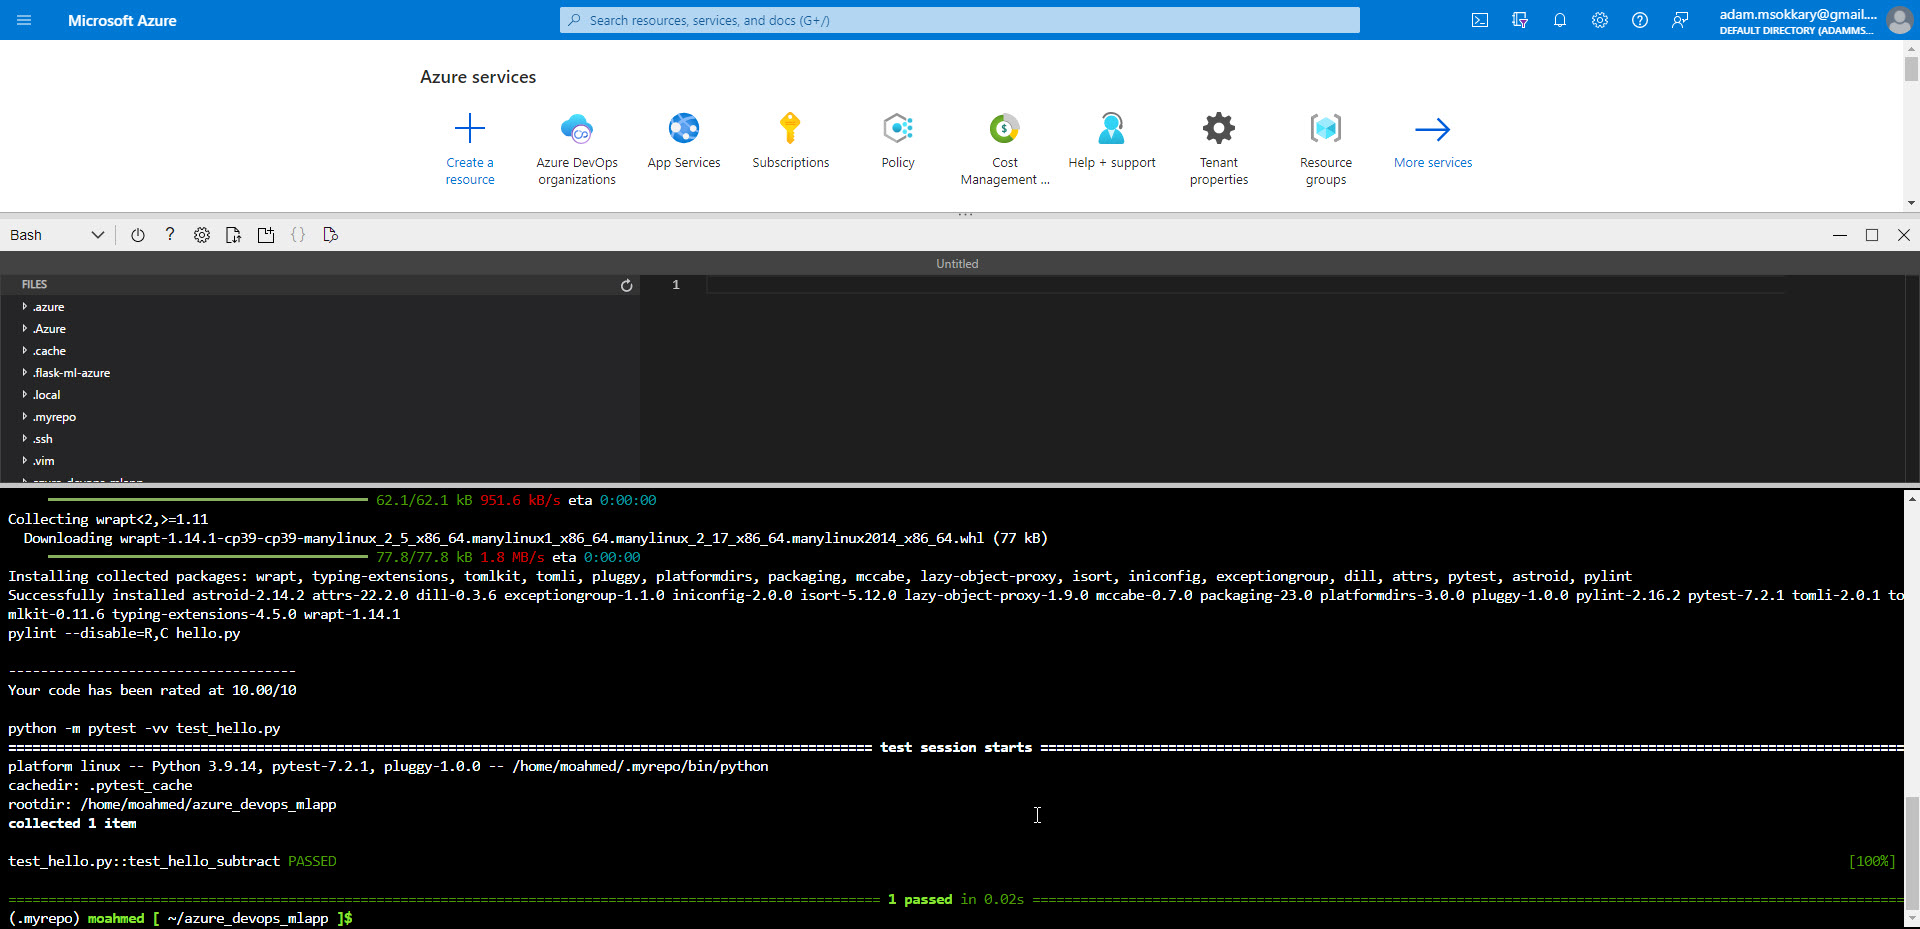 Microsoft Azure
Search resources, services, and docs (G+/)
adam.msokkary@gmail....
DEFAULT DIRECTORY (ADAMMS...
Azure services
Create a resource
Azure DevOps organizations
App Services
Subscriptions
Policy
Cost Management ...
Help + support
Tenant properties
Resource groups
More services
Bash
Untitled
FILES
1
.azure
.Azure
.cache
.flask-ml-azure
.local
.myrepo
.ssh
.vim
62.1/62.1 kB 951.6 kB/s eta 0:00:00
Collecting wrapt<2,>=1.11
Downloading wrapt-1.14.1-cp39-cp39-manylinux_2_5_x86_64.manylinux1_x86_64.manylinux_2_17_x86_64.manylinux2014_x86_64.whl (77 kB)
77.8/77.8 kB 1.8 MB/s eta 0:00:00
Installing collected packages: wrapt, typing-extensions, tomlkit, tomli, pluggy, platformdirs, packaging, mccabe, lazy-object-proxy, isort, iniconfig, exceptiongroup, dill, attrs, pytest, astroid, pylint
Successfully installed astroid-2.14.2 attrs-22.2.0 dill-0.3.6 exceptiongroup-1.1.0 iniconfig-2.0.0 isort-5.12.0 lazy-object-proxy-1.9.0 mccabe-0.7.0 packaging-23.0 platformdirs-3.0.0 pluggy-1.0.0 pylint-2.16.2 pytest-7.2.1 tomli-2.0.1 to
mlkit-0.11.6 typing-extensions-4.5.0 wrapt-1.14.1
pylint --disable=R,C hello.py
------------------------------------
Your code has been rated at 10.00/10
python -m pytest -vv test_hello.py
test session starts
platform linux -- Python 3.9.14, pytest-7.2.1, pluggy-1.0.0 -- /home/moahmed/.myrepo/bin/python
cachedir: .pytest_cache
rootdir: /home/moahmed/azure_devops_mlapp
collected 1 item
test_hello.py::test_hello_subtract PASSED [100%]
1 passed in 0.02s
(.myrepo) moahmed [ ~/azure_devops_mlapp ]$